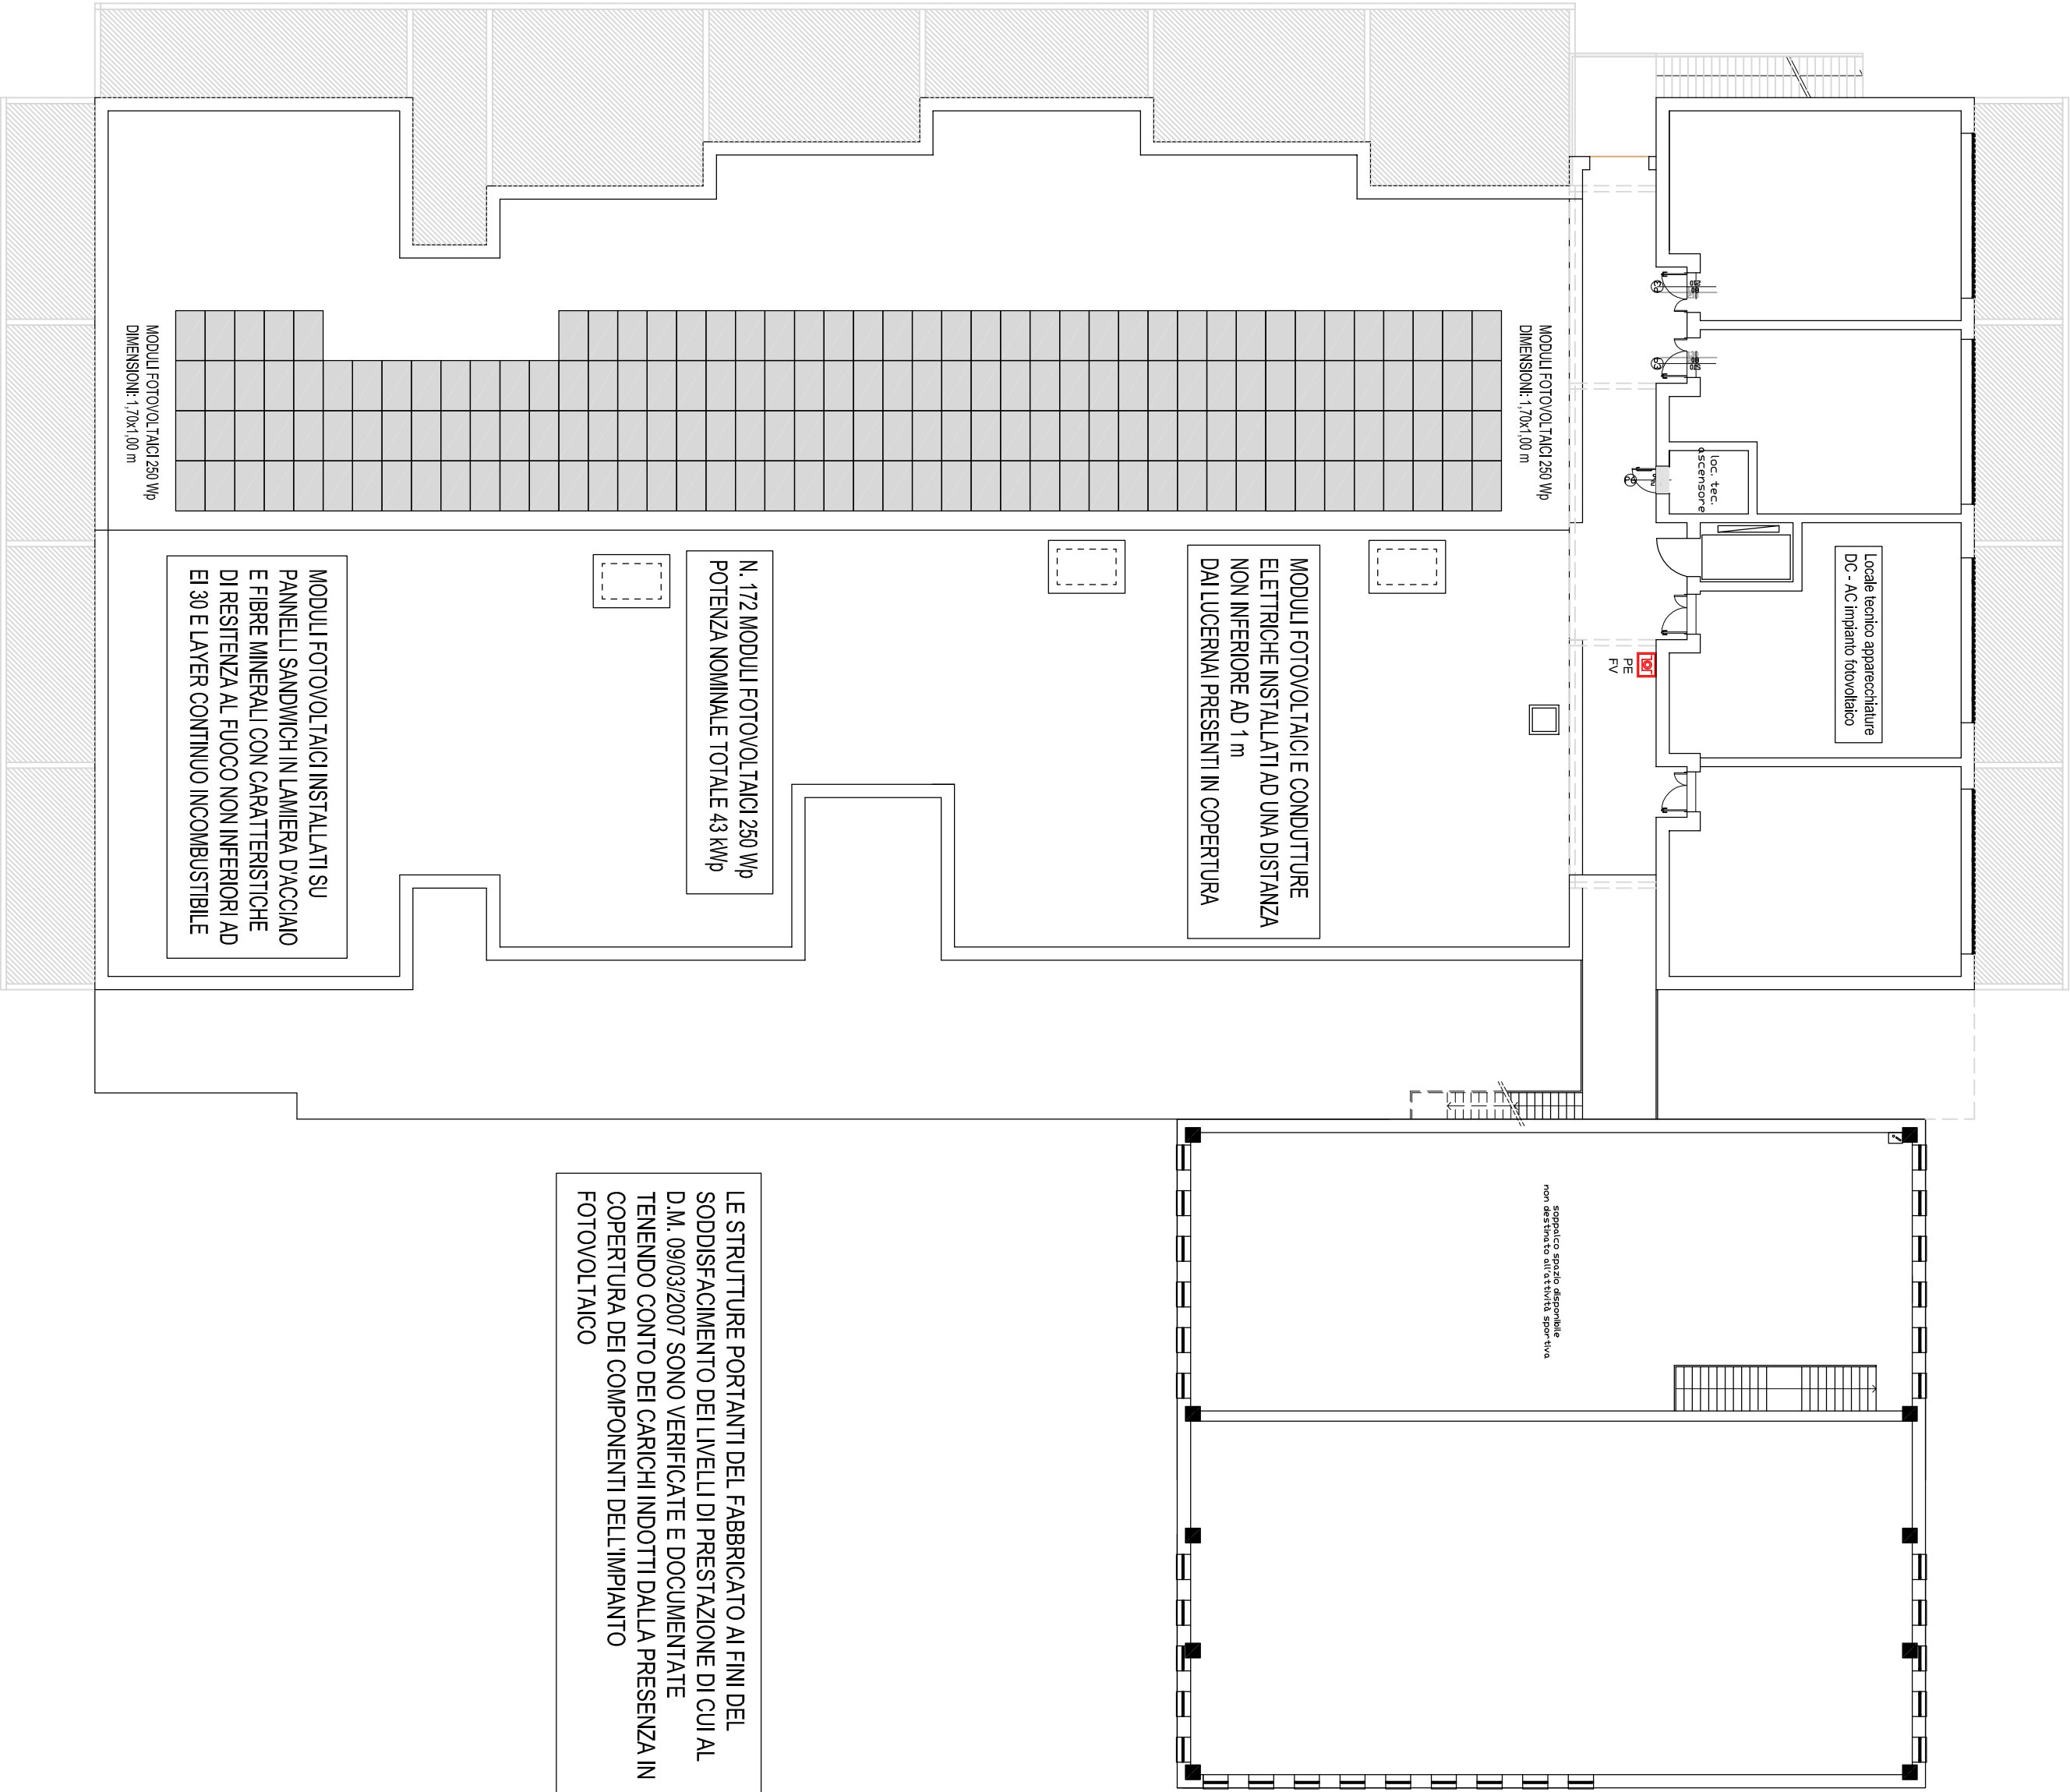 Locale tecnico apparecchiature
DC - AC impianto fotovoltaico
loc. tec.
ascensore
PE
FV
MODULI FOTOVOLTAICI 250 Wp
DIMENSIONI: 1,70x1,00 m
MODULI FOTOVOLTAICI E CONDUTTURE
ELETTRICHE INSTALLATI AD UNA DISTANZA
NON INFERIORE AD 1 m
DAI LUCERNAI PRESENTI IN COPERTURA
N. 172 MODULI FOTOVOLTAICI 250 Wp
POTENZA NOMINALE TOTALE 43 kWp
MODULI FOTOVOLTAICI INSTALLATI SU
PANNELLI SANDWICH IN LAMIERA D'ACCIAIO
E FIBRE MINERALI CON CARATTERISTICHE
DI RESITENZA AL FUOCO NON INFERIORI AD
EI 30 E LAYER CONTINUO INCOMBUSTIBILE
MODULI FOTOVOLTAICI 250 Wp
DIMENSIONI: 1,70x1,00 m
soppalco spazio disponibile
non destinato all'attività sportiva
LE STRUTTURE PORTANTI DEL FABBRICATO AI FINI DEL
SODDISFACIMENTO DEI LIVELLI DI PRESTAZIONE DI CUI AL
D.M. 09/03/2007 SONO VERIFICATE E DOCUMENTATE
TENENDO CONTO DEI CARICHI INDOTTI DALLA PRESENZA IN
COPERTURA DEI COMPONENTI DELL'IMPIANTO
FOTOVOLTAICO